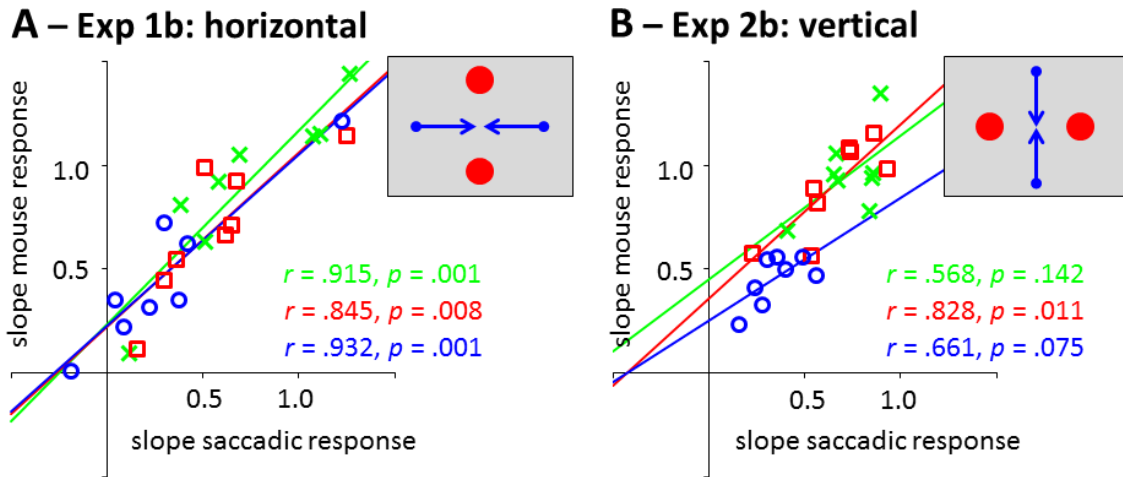 A – Exp 1b: horizontal
slope mouse response
1.0
0.5
r = .915, p = .001
r = .845, p = .008
r = .932, p = .001
0.5 1.0
slope saccadic response
B – Exp 2b: vertical
slope mouse response
1.0
0.5
r = .568, p = .142
r = .828, p = .011
r = .661, p = .075
0.5 1.0
slope saccadic response